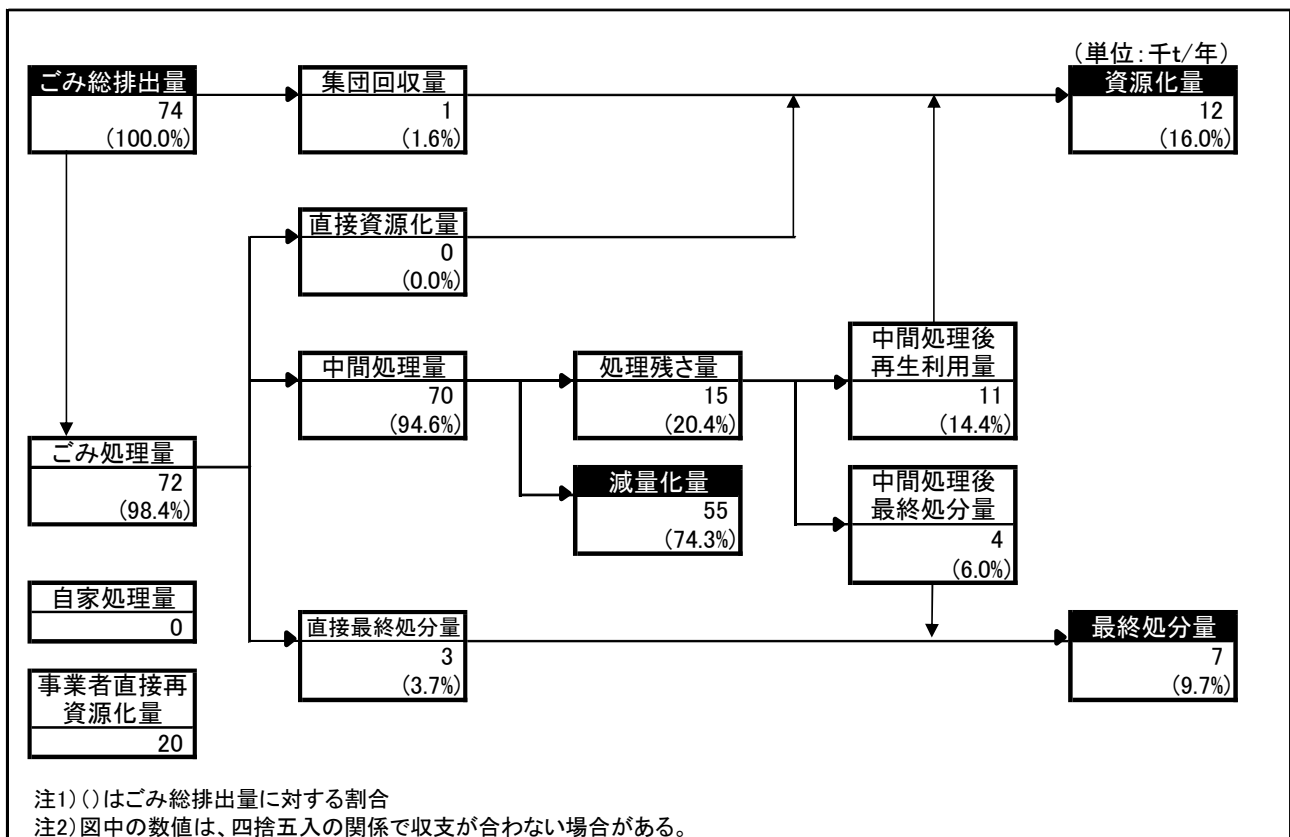 (単位:千t/年)
ごみ総排出量
74
(100.0%)
集団回収量
1
(1.6%)
資源化量
12
(16.0%)
直接資源化量
0
(0.0%)
中間処理量
70
(94.6%)
処理残さ量
15
(20.4%)
中間処理後
再生利用量
11
(14.4%)
ごみ処理量
72
(98.4%)
減量化量
55
(74.3%)
中間処理後
最終処分量
4
(6.0%)
自家処理量
0
直接最終処分量
3
(3.7%)
最終処分量
7
(9.7%)
事業者直接再
資源化量
20
注1)()はごみ総排出量に対する割合
注2)図中の数値は、四捨五入の関係で収支が合わない場合がある。